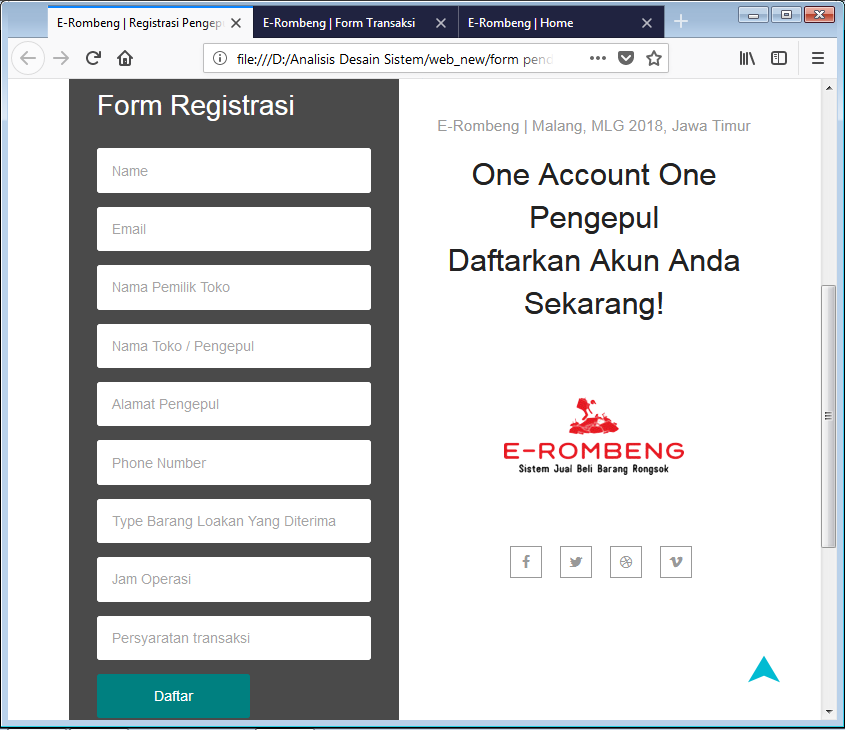 E-Rombeng | Registrasi Pengepu
E-Rombeng | Form Transaksi
E-Rombeng | Home
file:///D:/Analisis Desain Sistem/web_new/form pend
Form Registrasi
Name
Email
Nama Pemilik Toko
Nama Toko / Pengepul
Alamat Pengepul
Phone Number
Type Barang Loakan Yang Diterima
Jam Operasi
Persyaratan transaksi
Daftar
E-Rombeng | Malang, MLG 2018, Jawa Timur
One Account One
Pengepul
Daftarkan Akun Anda
Sekarang!
E-ROMBENG
Sistem Jual Beli Barang Rongsok